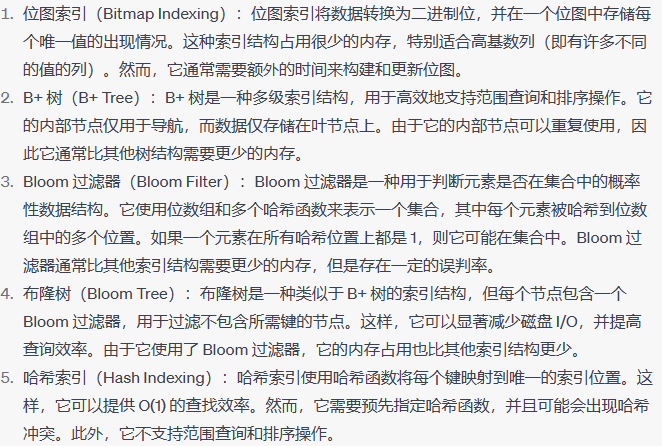 1. 位图索引（Bitmap Indexing）：位图索引将数据转换为二进制位，并在一个位图中存储每
个唯一值的出现情况。这种索引结构占用很少的内存，特别适合高基数列（即有许多不同
的值的列）。然而，它通常需要额外的时间来构建和更新位图。
2. B+ 树（B+ Tree）：B+ 树是一种多级索引结构，用于高效地支持范围查询和排序操作。它
的内部节点仅用于导航，而数据仅存储在叶节点上。由于它的内部节点可以重复使用，因
此它通常比其他树结构需要更少的内存。
3. Bloom 过滤器（Bloom Filter）：Bloom 过滤器是一种用于判断元素是否在集合中的概率
性数据结构。它使用位数组和多个哈希函数来表示一个集合，其中每个元素被哈希到位数
组中的多个位置。如果一个元素在所有哈希位置上都是 1，则它可能在集合中。Bloom 过
滤器通常比其他索引结构需要更少的内存，但是存在一定的误判率。
4. 布隆树（Bloom Tree）：布隆树是一种类似于 B+ 树的索引结构，但每个节点包含一个
Bloom 过滤器，用于过滤不包含所需键的节点。这样，它可以显著减少磁盘 I/O，并提高
查询效率。由于它使用了 Bloom 过滤器，它的内存占用也比其他索引结构更少。
5. 哈希索引（Hash Indexing）：哈希索引使用哈希函数将每个键映射到唯一的索引位置。这
样，它可以提供 O(1) 的查找效率。然而，它需要预先指定哈希函数，并且可能会出现哈希
冲突。此外，它不支持范围查询和排序操作。